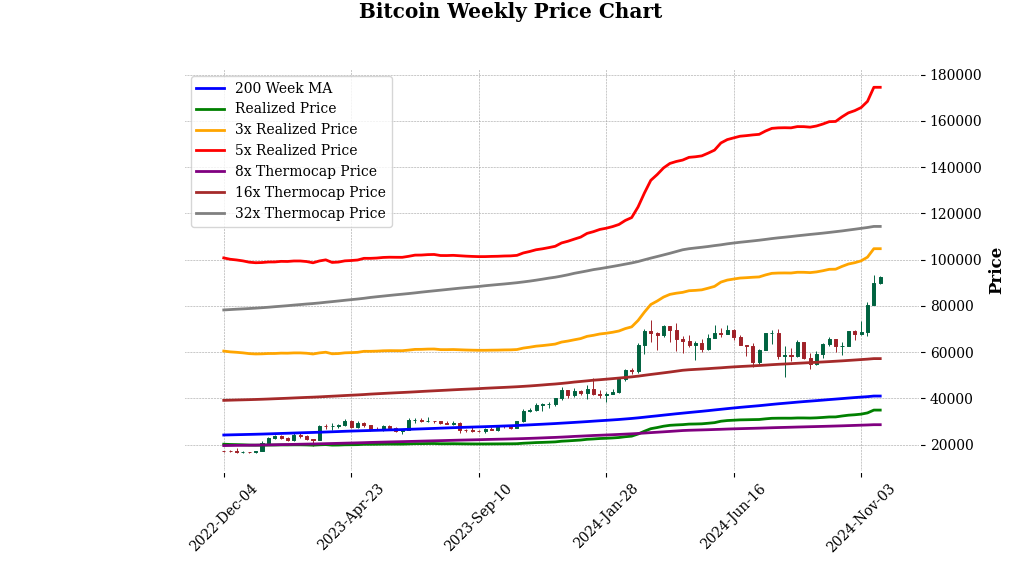 Bitcoin Weekly Price Chart
200 Week MA
Realized Price
3x Realized Price
5x Realized Price
8x Thermocap Price
16x Thermocap Price
32x Thermocap Price
180000
160000
140000
120000
100000
80000
60000
40000
20000
Price
2022-Dec-04
2023-Apr-23
2023-Sep-10
2024-Jan-28
2024-Jun-16
2024-Nov-03